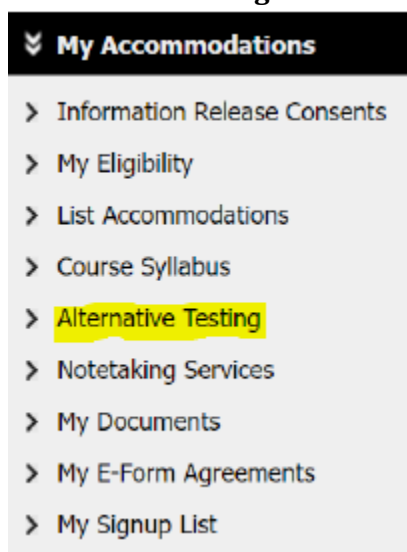 My Accommodations
Information Release Consents
My Eligibility
List Accommodations
Course Syllabus
Alternative Testing
Notetaking Services
My Documents
My E-Form Agreements
My Signup List